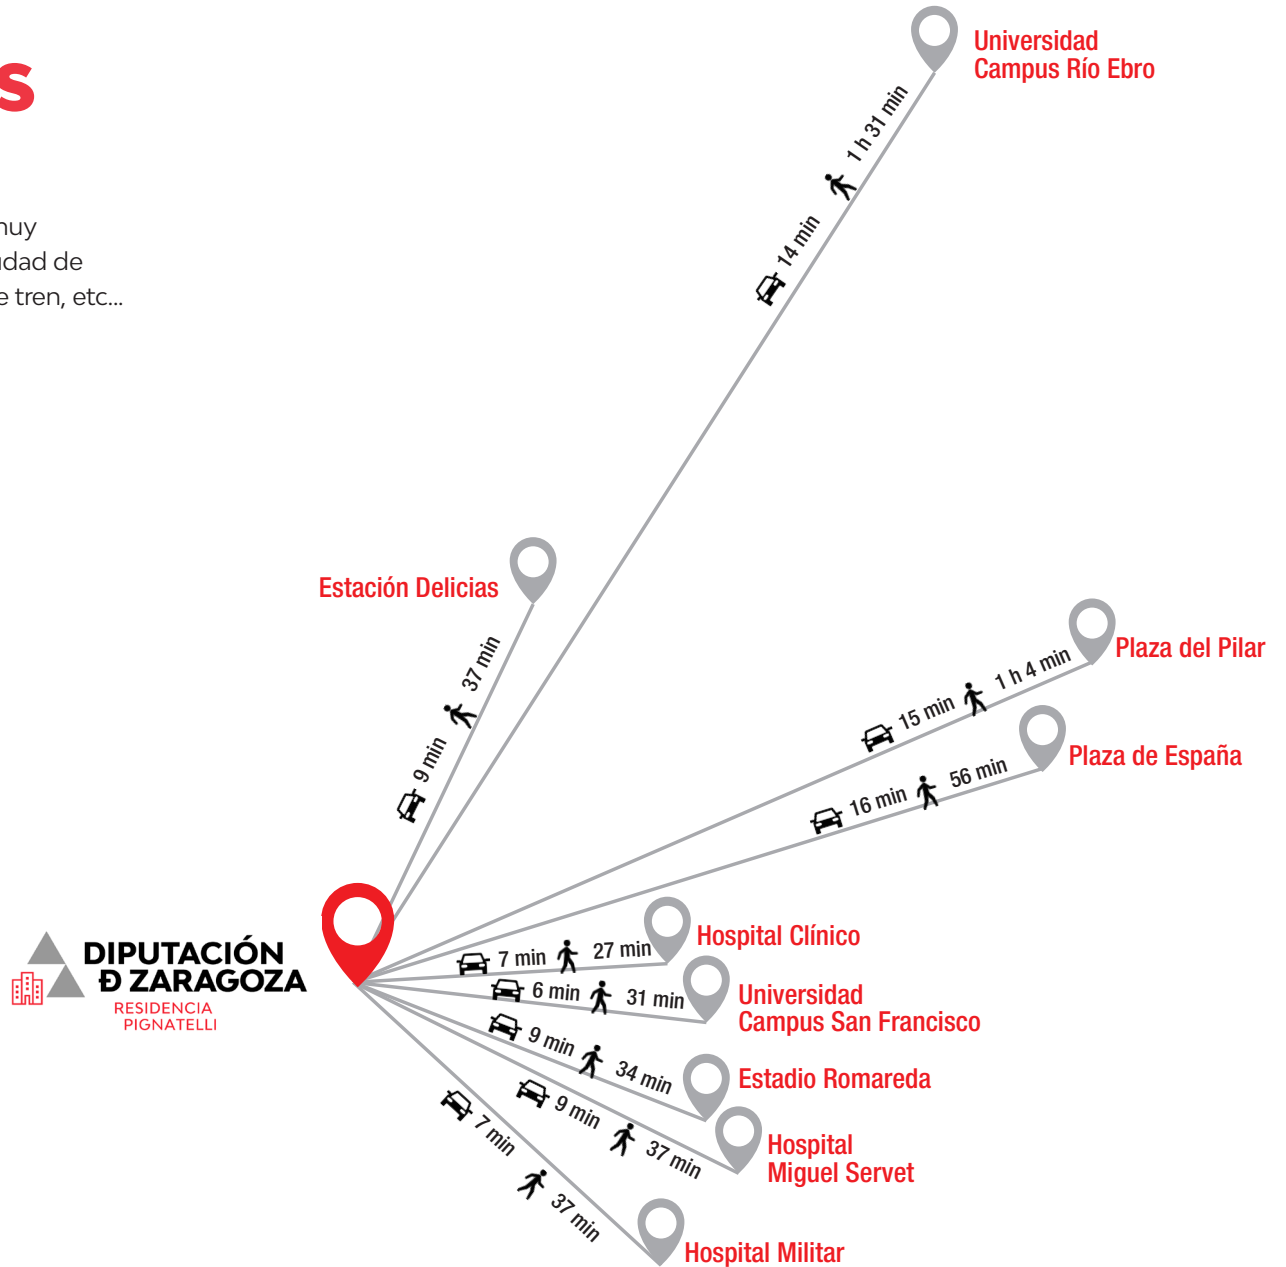 Universidad
Campus Río Ebro
s
1 h 31 min
14 min
tren, etc...
Estación Delicias
37 min
9 min
Plaza del Pilar
15 min
1 h 4 min
Plaza de España
16 min
56 min
DIPUTACIÓN
Ð ZARAGOZA
RESIDENCIA
PIGNATELLI
Hospital Clínico
7 min
27 min
Universidad
Campus San Francisco
6 min
31 min
Estadio Romareda
9 min
34 min
Hospital
Miguel Servet
9 min
37 min
Hospital Militar
7 min
37 min